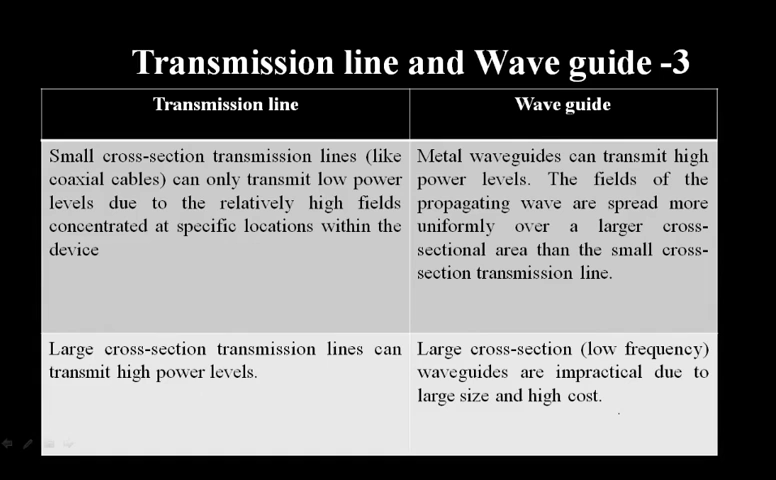 Transmission line and Wave guide -3
Transmission line
Wave guide
Small cross-section transmission lines (like
coaxial cables) can only transmit low power
levels due to the relatively high fields
concentrated at specific locations within the
device
Metal waveguides can transmit high
power levels. The fields of the
propagating wave are spread more
uniformly over a larger cross-
sectional area than the small cross-
section transmission line.
Large cross-section transmission lines can
transmit high power levels.
Large cross-section (low frequency)
waveguides are impractical due to
large size and high cost.